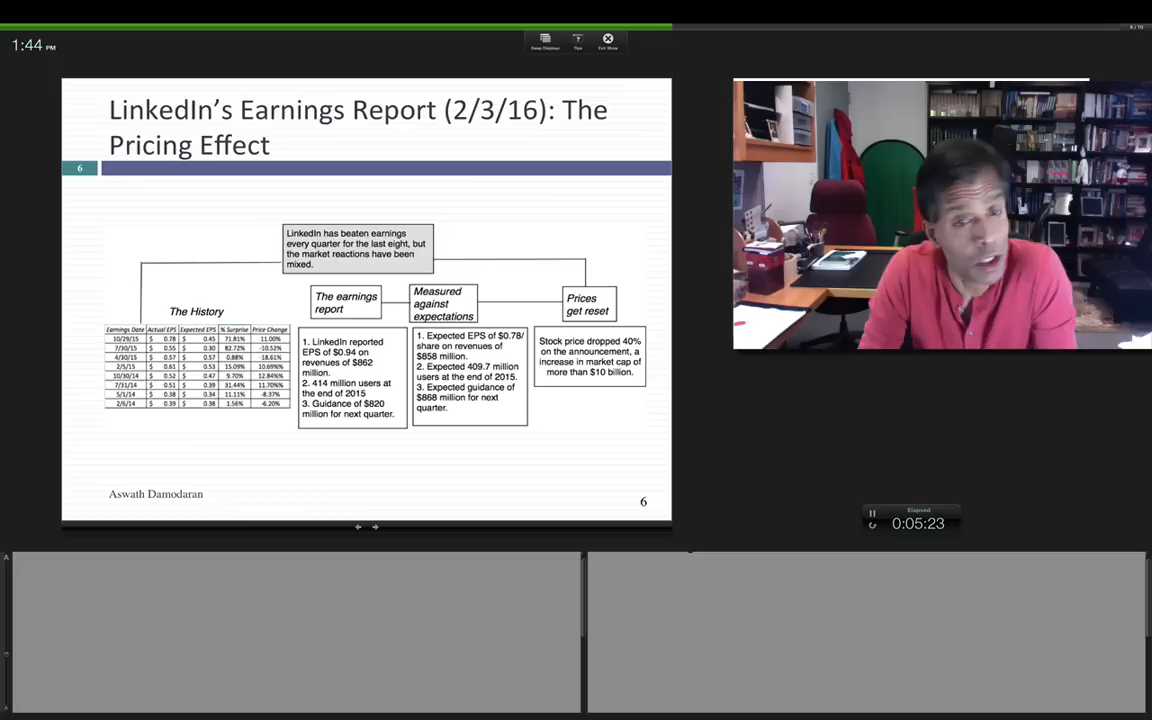 6 / 10
1:44 PM
Swap Displays
Tips
Exit Show
LinkedIn’s Earnings Report (2/3/16): The
Pricing Effect
6
LinkedIn has beaten earnings
every quarter for the last eight, but
the market reactions have been
mixed.
The History
The earnings
report
Measured
against
expectations
Prices
get reset
Earnings Date Actual EPS Expected EPS % Surprise Price Change
10/29/15 $ 0.78 $ 0.45 71.81% 11.00%
7/30/15 $ 0.55 $ 0.30 82.72% -10.52%
4/30/15 $ 0.57 $ 0.57 0.88% -18.61%
2/5/15 $ 0.61 $ 0.53 15.09% 10.69%%
10/30/14 $ 0.52 $ 0.47 9.70% 12.84%%
7/31/14 $ 0.51 $ 0.39 31.44% 11.70%%
5/1/14 $ 0.38 $ 0.34 11.11% -8.37%
2/6/14 $ 0.39 $ 0.38 1.56% -6.20%
1. LinkedIn reported
EPS of $0.94 on
revenues of $862
million.
2. 414 million users at
the end of 2015
3. Guidance of $820
million for next quarter.
1. Expected EPS of $0.78/
share on revenues of
$858 million.
2. Expected 409.7 million
users at the end of 2015.
3. Expected guidance of
$868 million for next
quarter.
Stock price dropped 40%
on the announcement, a
increase in market cap of
more than $10 billion.
Aswath Damodaran
6
Elapsed
0:05:23